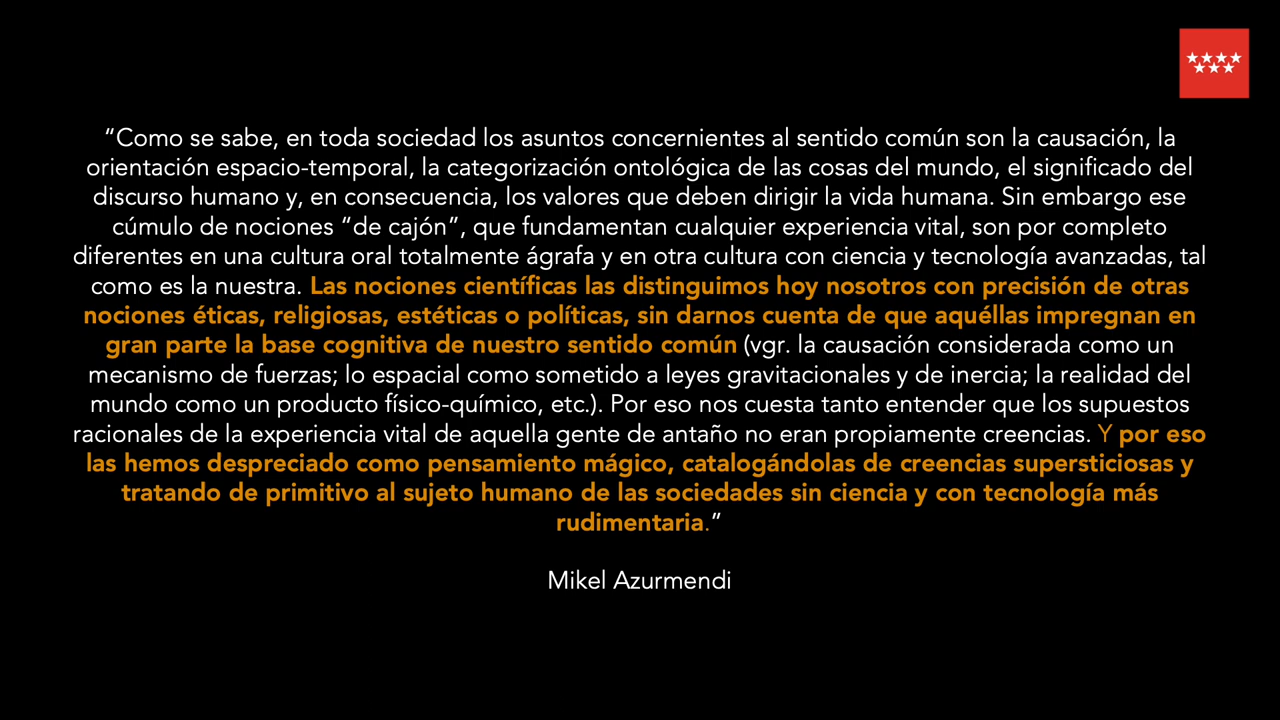 “Como se sabe, en toda sociedad los asuntos concernientes al sentido común son la causación, la
orientación espacio-temporal, la categorización ontológica de las cosas del mundo, el significado del
discurso humano y, en consecuencia, los valores que deben dirigir la vida humana. Sin embargo ese
cúmulo de nociones “de cajón”, que fundamentan cualquier experiencia vital, son por completo
diferentes en una cultura oral totalmente ágrafa y en otra cultura con ciencia y tecnología avanzadas, tal
como es la nuestra. Las nociones científicas las distinguimos hoy nosotros con precisión de otras
nociones éticas, religiosas, estéticas o políticas, sin darnos cuenta de que aquéllas impregnan en
gran parte la base cognitiva de nuestro sentido común (vgr. la causación considerada como un
mecanismo de fuerzas; lo espacial como sometido a leyes gravitacionales y de inercia; la realidad del
mundo como un producto físico-químico, etc.). Por eso nos cuesta tanto entender que los supuestos
racionales de la experiencia vital de aquella gente de antaño no eran propiamente creencias. Y por eso
las hemos despreciado como pensamiento mágico, catalogándolas de creencias supersticiosas y
tratando de primitivo al sujeto humano de las sociedades sin ciencia y con tecnología más
rudimentaria.”
Mikel Azurmendi